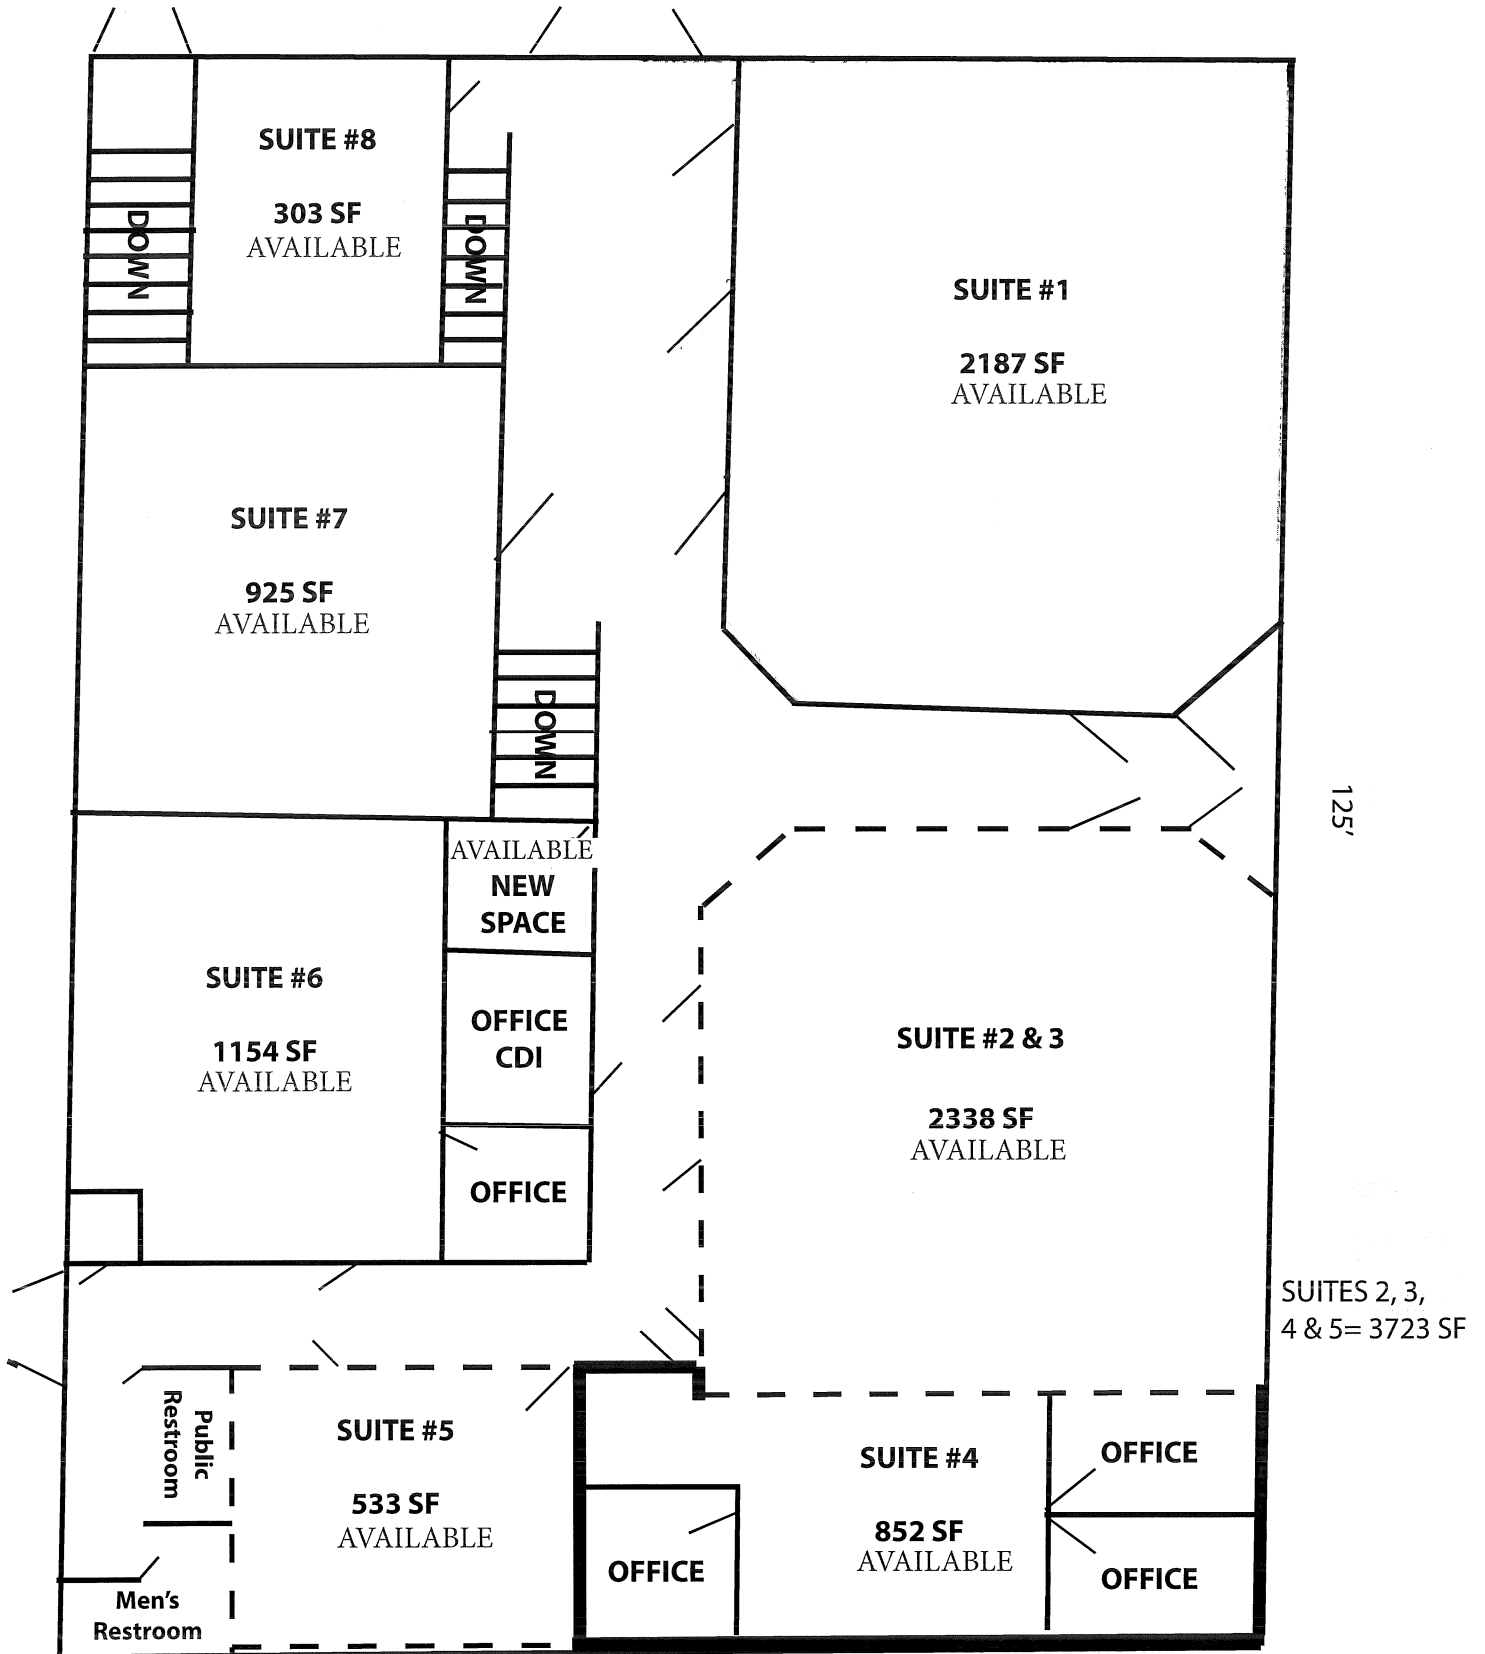 SUITE #8
303 SF
AVAILABLE
DOWN
DOWN
SUITE #1
2187 SF
AVAILABLE
SUITE #7
925 SF
AVAILABLE
DOWN
125'
AVAILABLE
NEW
SPACE
SUITE #6
1154 SF
AVAILABLE
OFFICE
CDI
OFFICE
SUITE #2 & 3
2338 SF
AVAILABLE
SUITES 2, 3,
4 & 5= 3723 SF
Public
Restroom
Men's
Restroom
SUITE #5
533 SF
AVAILABLE
OFFICE
SUITE #4
852 SF
AVAILABLE
OFFICE
OFFICE